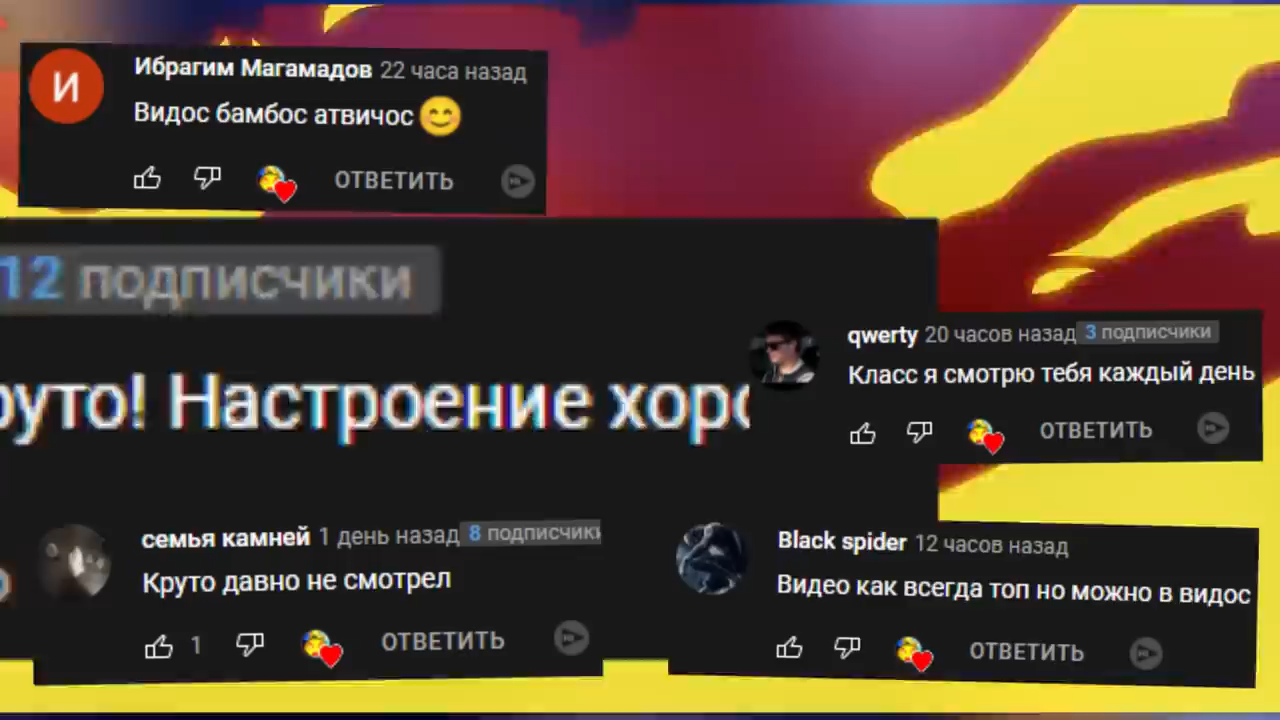 И
Ибрагим Магамадов 22 часа назад
Видос бамбос атвичос😊
ОТВЕТИТЬ
12 подписчики
руто! Настроение хоро
qwerty 20 часов назад 3 подписчики
Класс я смотрю тебя каждый день
ОТВЕТИТЬ
семья камней 1 день назад 8 подписчики
Круто давно не смотрел
1 ОТВЕТИТЬ
Black spider 12 часов назад
Видео как всегда топ но можно в видос
ОТВЕТИТЬ